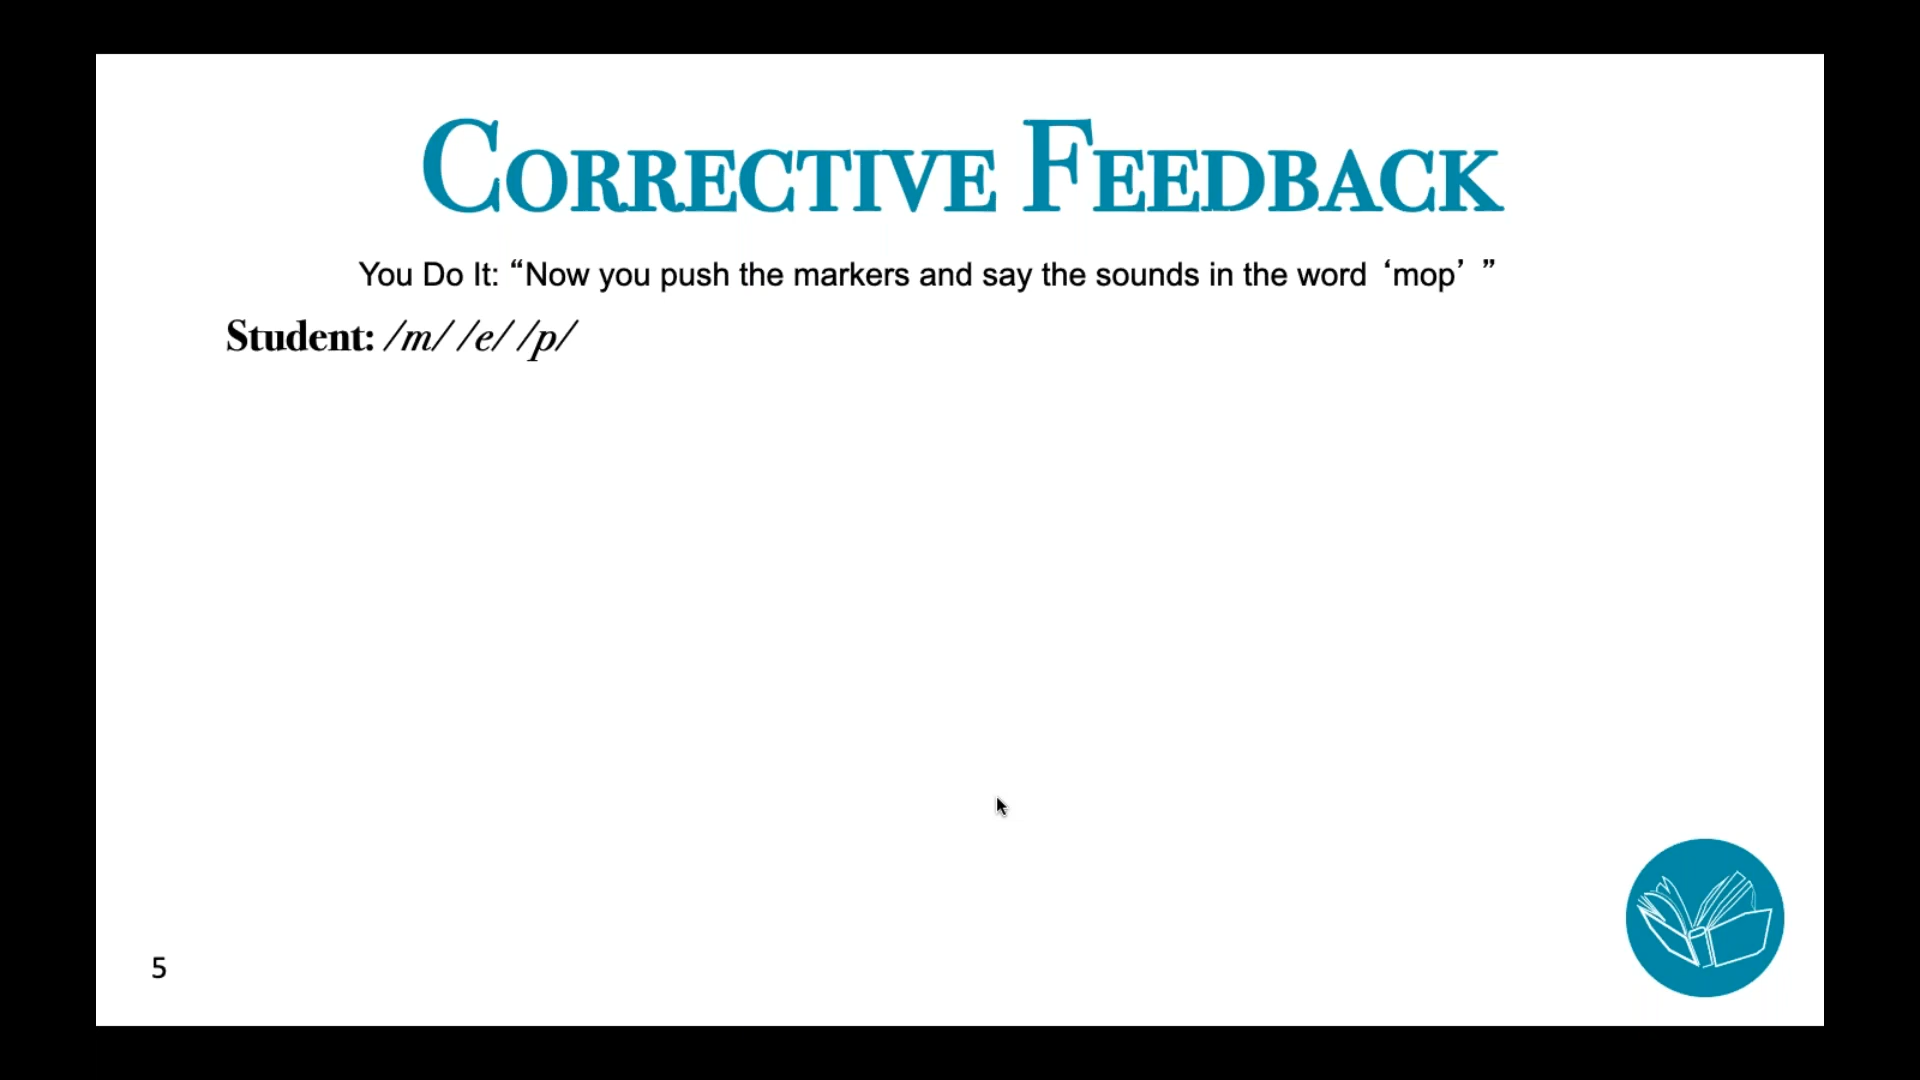 CORRECTIVE FEEDBACK
You Do It: “Now you push the markers and say the sounds in the word ‘mop’ ”
Student: /m/ /e/ /p/
5